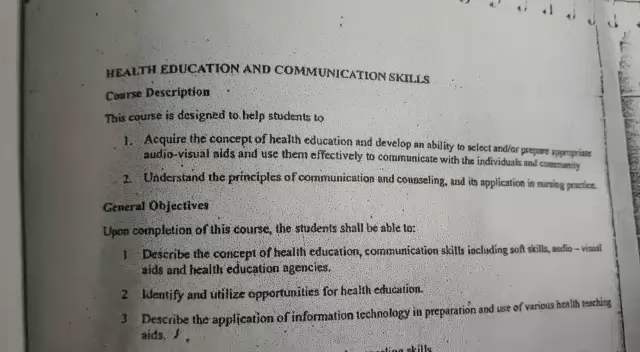 HEALTH EDUCATION AND COMMUNICATION SKILLS
Course Description
This course is designed to help students to
1. Acquire the concept of health education and develop an ability to select and/or prepare appropriate
audio-visual aids and use them effectively to communicate with the individuals and community
2. Understand the principles of communication and counseling, and its application in nursing practice.
General Objectives
Upon completion of this course, the students shall be able to:
1 Describe the concept of health education, communication skills including soft skills, audio – visual
aids and health education agencies.
2 Identify and utilize opportunities for health education.
3 Describe the application of information technology in preparation and use of various health teaching
aids.
skills